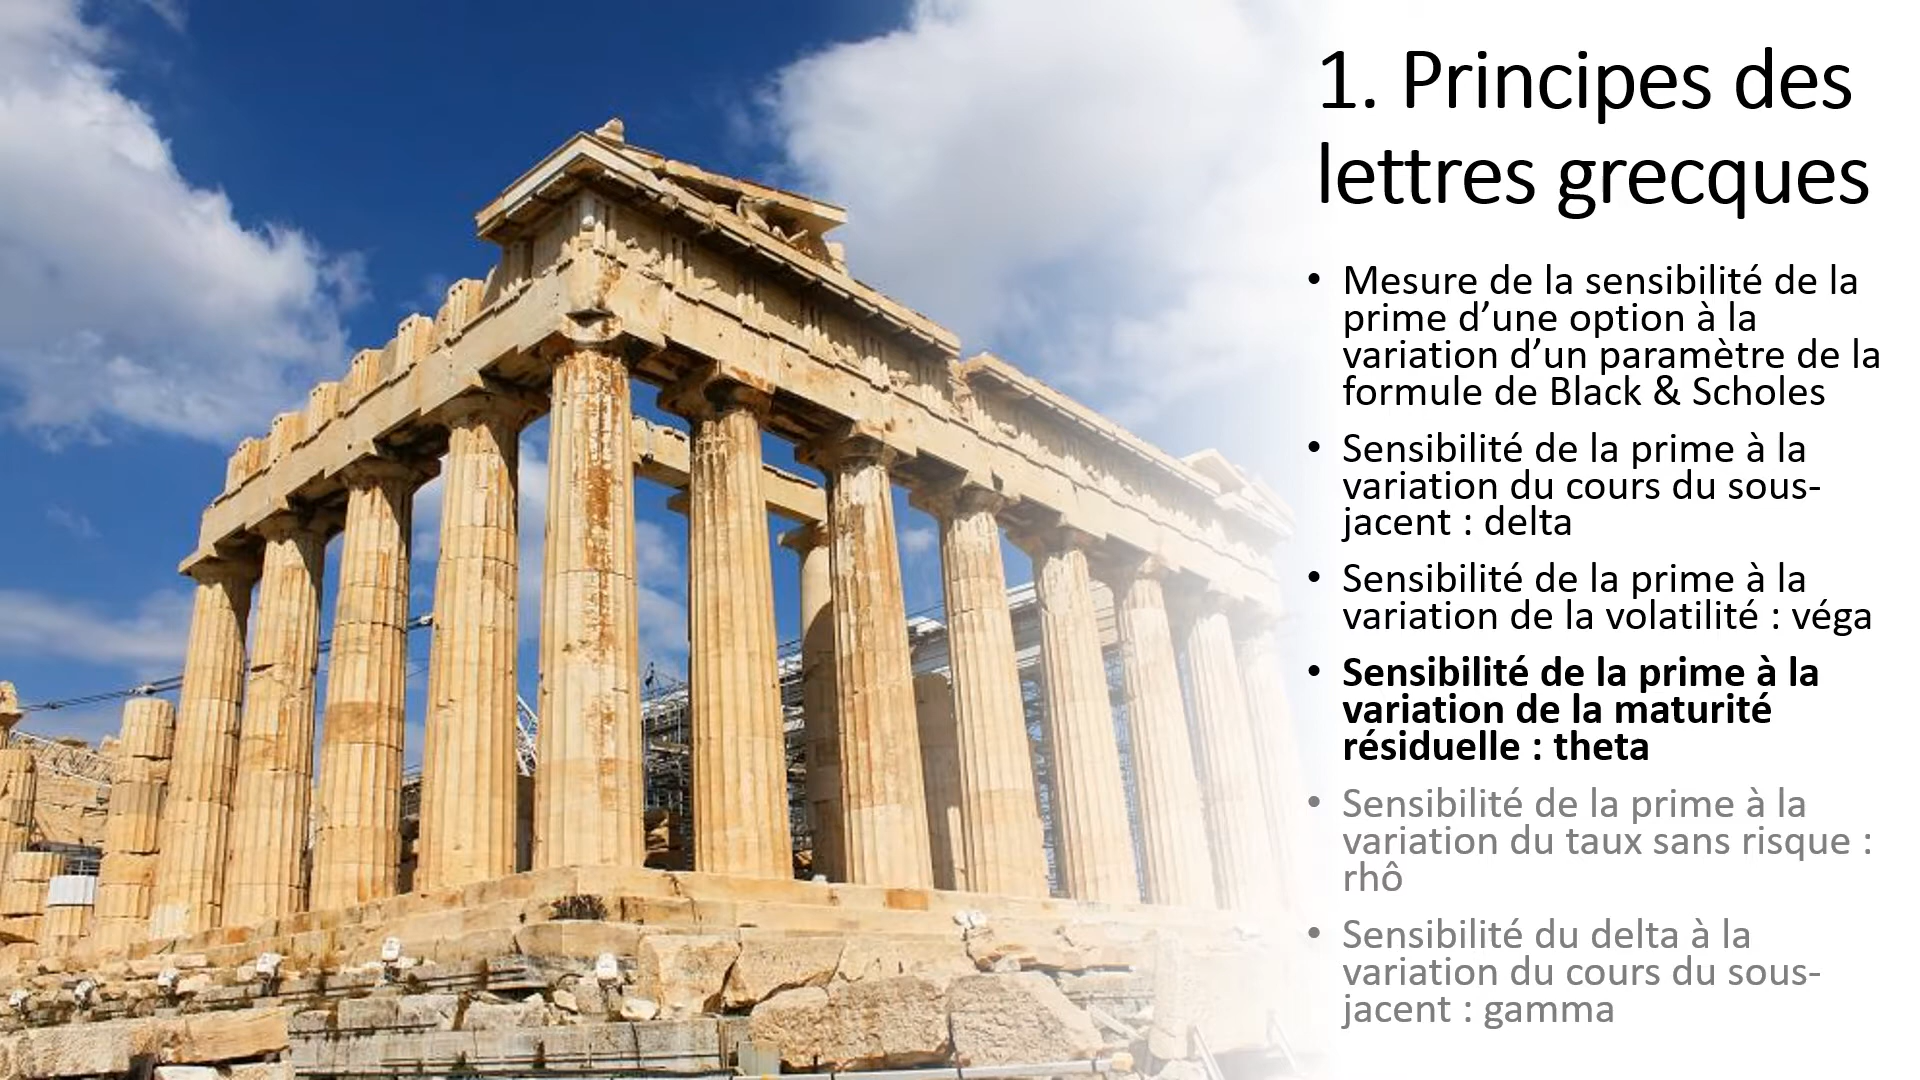 1. Principes des
lettres grecques
• Mesure de la sensibilité de la
prime d’une option à la
variation d’un paramètre de la
formule de Black & Scholes
• Sensibilité de la prime à la
variation du cours du sous-
jacent : delta
• Sensibilité de la prime à la
variation de la volatilité : véga
• Sensibilité de la prime à la
variation de la maturité
résiduelle : theta
• Sensibilité de la prime à la
variation du taux sans risque :
rhô
• Sensibilité du delta à la
variation du cours du sous-
jacent : gamma